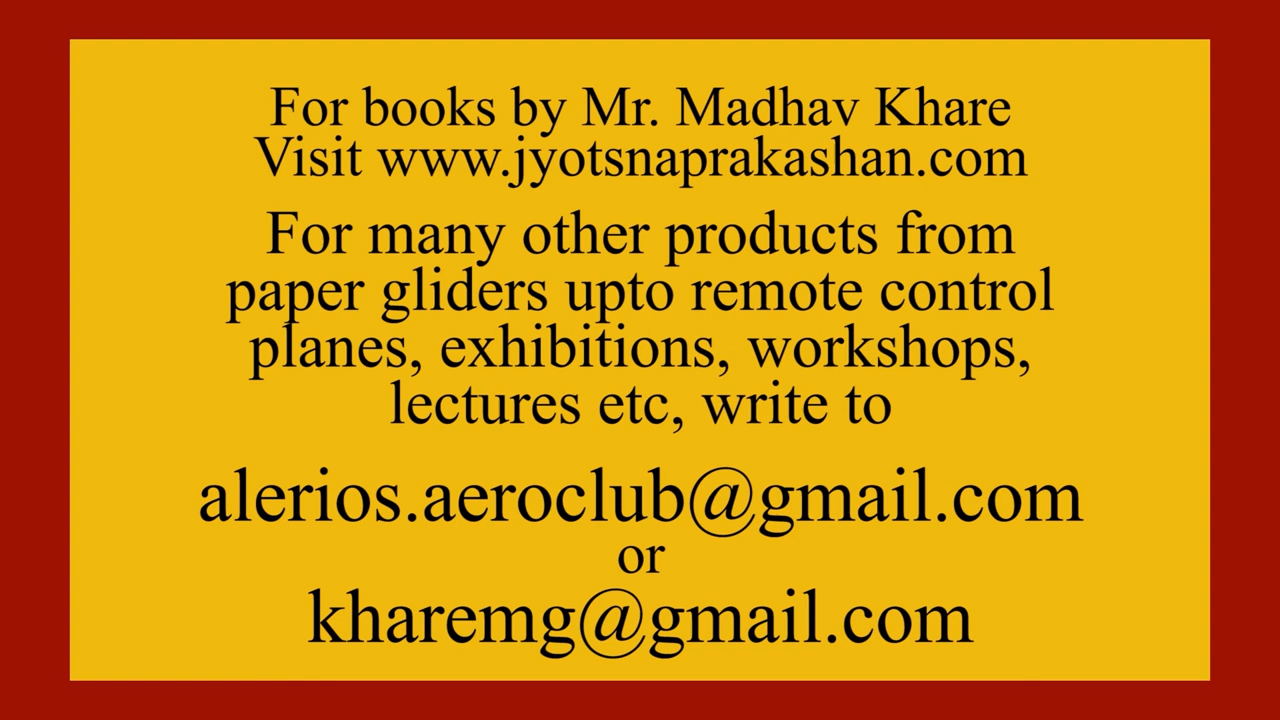 For books by Mr. Madhav Khare
Visit www.jyotsnaprakashan.com
For many other products from
paper gliders upto remote control
planes, exhibitions, workshops,
lectures etc, write to
alerios.aeroclub@gmail.com
or
kharemg@gmail.com